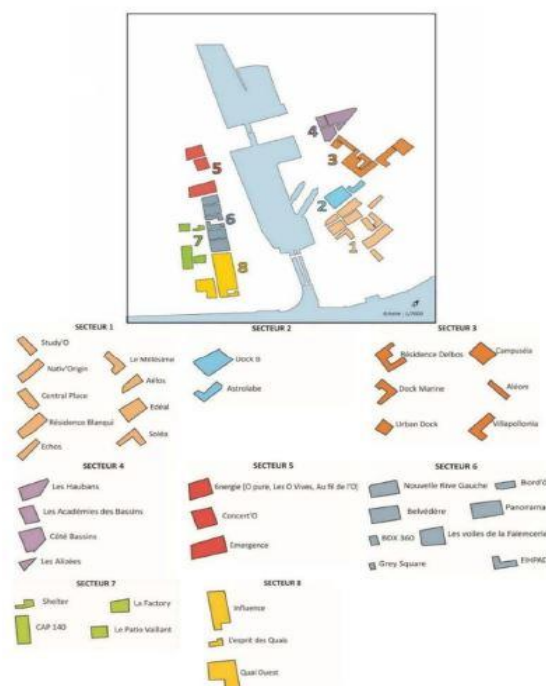 4
3
5
2
6
7
1
8
SECTEUR 1
SECTEUR 2
SECTEUR 3
Study'O
Le Millésime
Nativ'Origin
Aélos
Central Place
Edéal
Résidence Blanqui
Soléa
Echos
Dock B
Astrolabe
Résidence Delbos
Campuséa
Dock Marine
Urban Dock
Villapollonia
SECTEUR 4
SECTEUR 5
SECTEUR 6
Les Haubans
Les Académies des Bassins
Côté Bassins
Les Alizées
Energie [O pure, Les O Vives, Au fil de l'O]
Concert'O
Emergence
Nouvelle Rive Gauche
Bord'ô
Belvédère
Panorama
BDX 360
Les voiles de la Faïencerie
Grey Square
EHPAD
SECTEUR 7
SECTEUR 8
Shelter
La Factory
CAP 140
Le Patio Vaillant
Influence
L'esprit des Quais
Quai Ouest